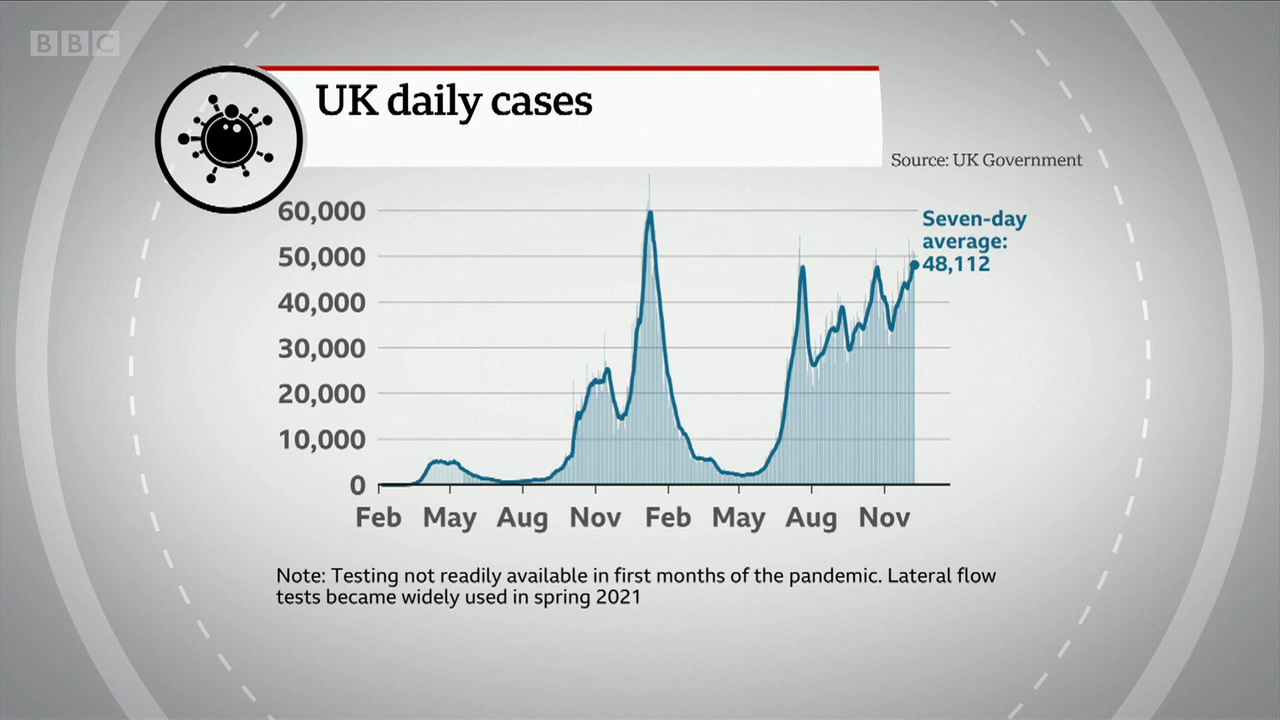 BBC
UK daily cases
Source: UK Government
60,000
50,000
40,000
30,000
20,000
10,000
0
Seven-day
average:
48,112
Feb May Aug Nov Feb May Aug Nov
Note: Testing not readily available in first months of the pandemic. Lateral flow
tests became widely used in spring 2021